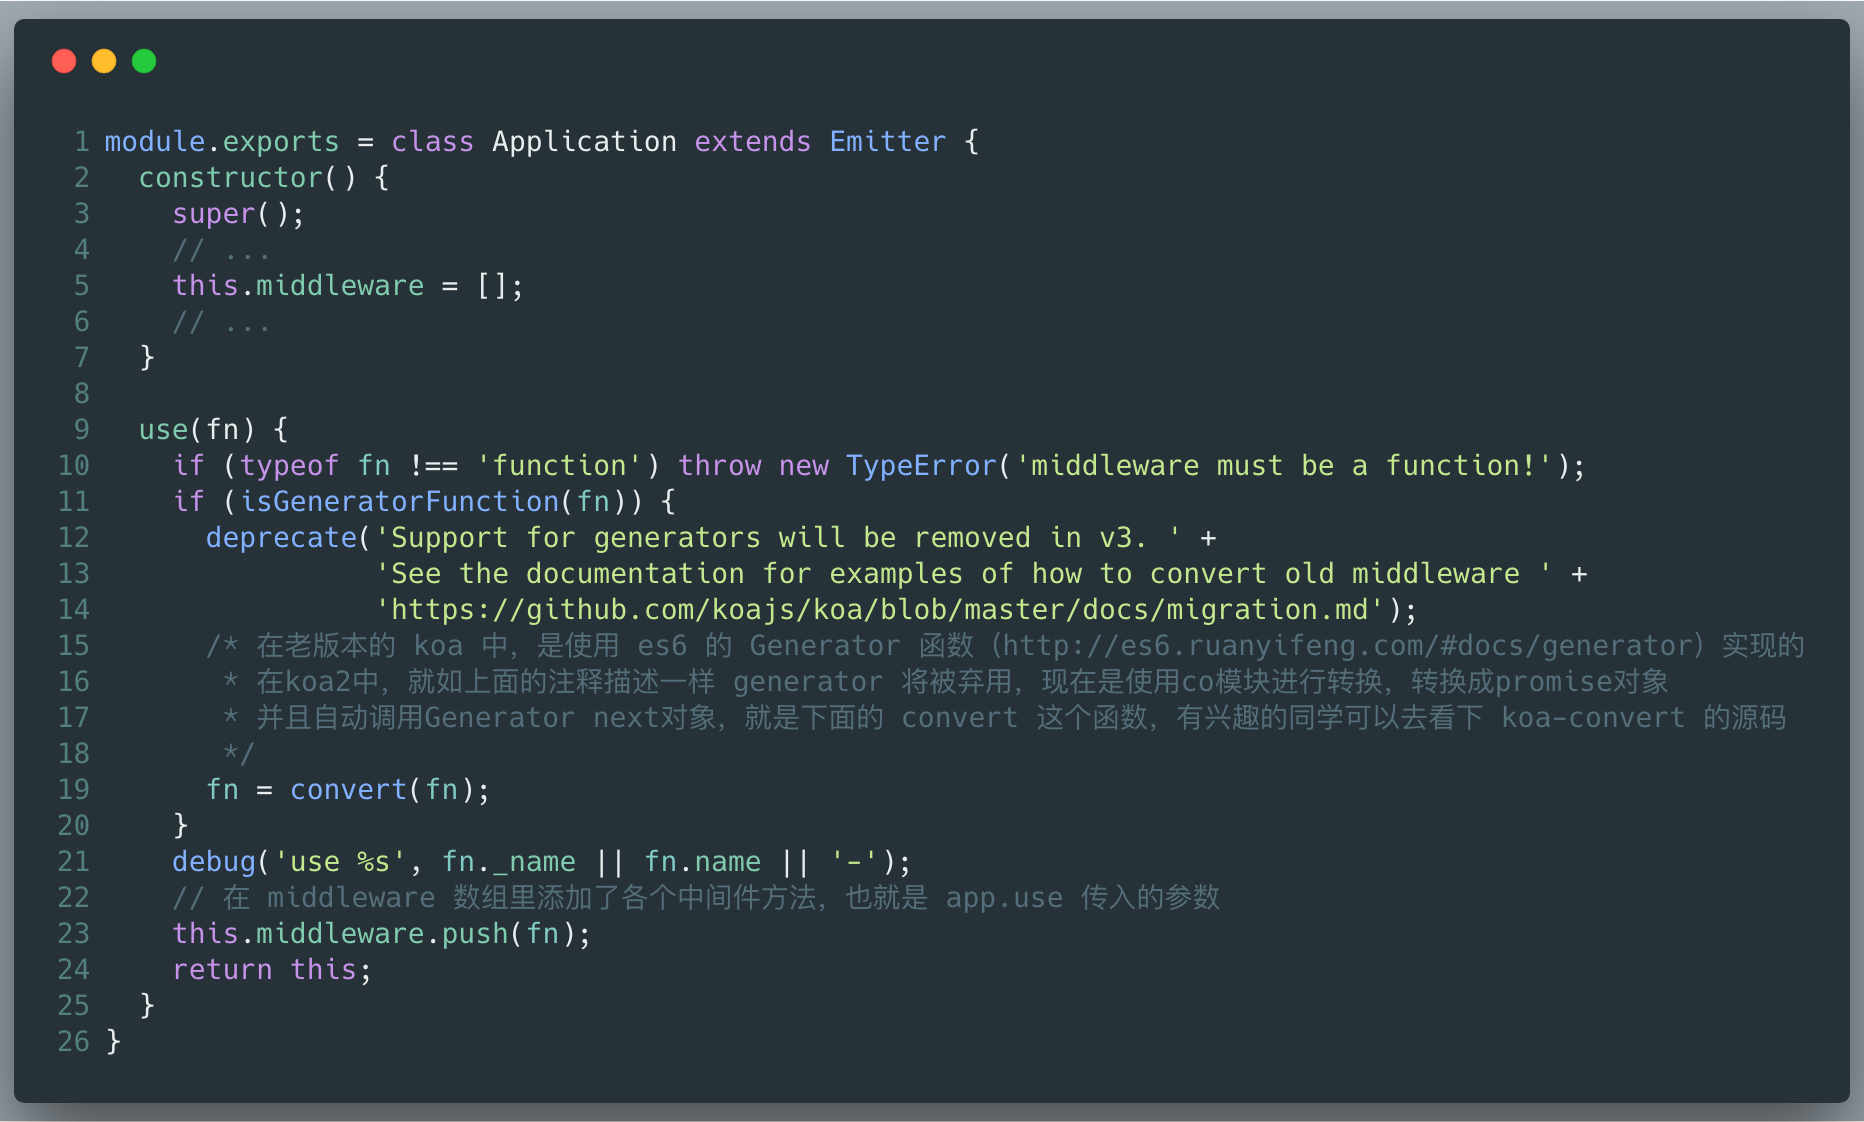 1 module.exports = class Application extends Emitter {
2   constructor() {
3     super();
4     // ...
5     this.middleware = [];
6     // ...
7   }
8
9   use(fn) {
10     if (typeof fn !== 'function') throw new TypeError('middleware must be a function!');
11     if (isGeneratorFunction(fn)) {
12       deprecate('Support for generators will be removed in v3. ' +
13                 'See the documentation for examples of how to convert old middleware ' +
14                 'https://github.com/koajs/koa/blob/master/docs/migration.md');
15       /* 在老版本的 koa 中，是使用 es6 的 Generator 函数（http://es6.ruanyifeng.com/#docs/generator）实现的
16        * 在koa2中，就如上面的注释描述一样 generator 将被弃用，现在是使用co模块进行转换，转换成promise对象
17        * 并且自动调用Generator next对象，就是下面的 convert 这个函数，有兴趣的同学可以去看下 koa-convert 的源码
18        */
19       fn = convert(fn);
20     }
21     debug('use %s', fn._name || fn.name || '-');
22     // 在 middleware 数组里添加了各个中间件方法，也就是 app.use 传入的参数
23     this.middleware.push(fn);
24     return this;
25   }
26 }